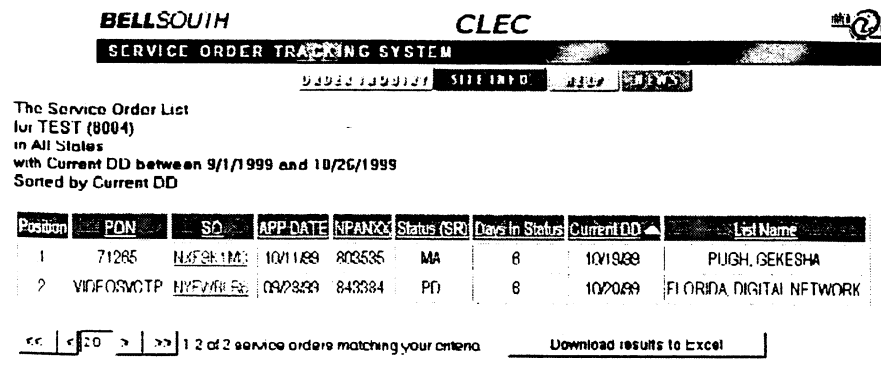 BELLSOUTH CLEC
SERVICE ORDER TRACKING SYSTEM
ORDER INQUIRY SITE INFO HELP NEWS
The Service Order List
for TEST (8004)
in All States
with Current DD between 9/1/1999 and 10/26/1999
Sorted by Current DD
Position PON SO APP DATE NPANXX Status (SR) Days In Status Current DD List Name
1 71265 10/11/99 803535 MA 6 10/19/99 PUGH, GEKESHA
2 VIDEOSVCTP 09/28/99 843384 PD 6 10/20/99 FLORIDA DIGITAL NETWORK
<< < 20 > >> 1-2 of 2 service orders matching your criteria Download results to Excel